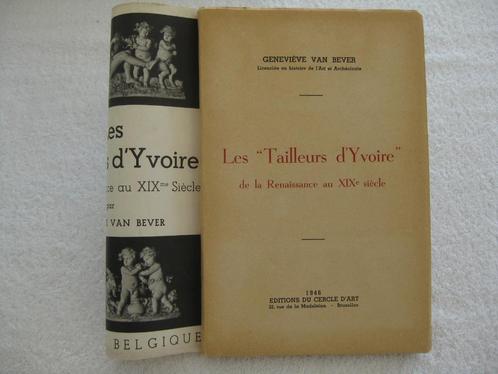 es
s d'Yvoire
ce au XIXme Siècle
par
VAN BEVER
BELGIQUE
GENEVIÈVE VAN BEVER
Licenciée en histoire de l'Art et Archéologie
Les "Tailleurs d'Yvoire"
de la Renaissance au XIXe siècle
1946
EDITIONS DU CERCLE D'ART
32, rue de la Madeleine. - Bruxelles